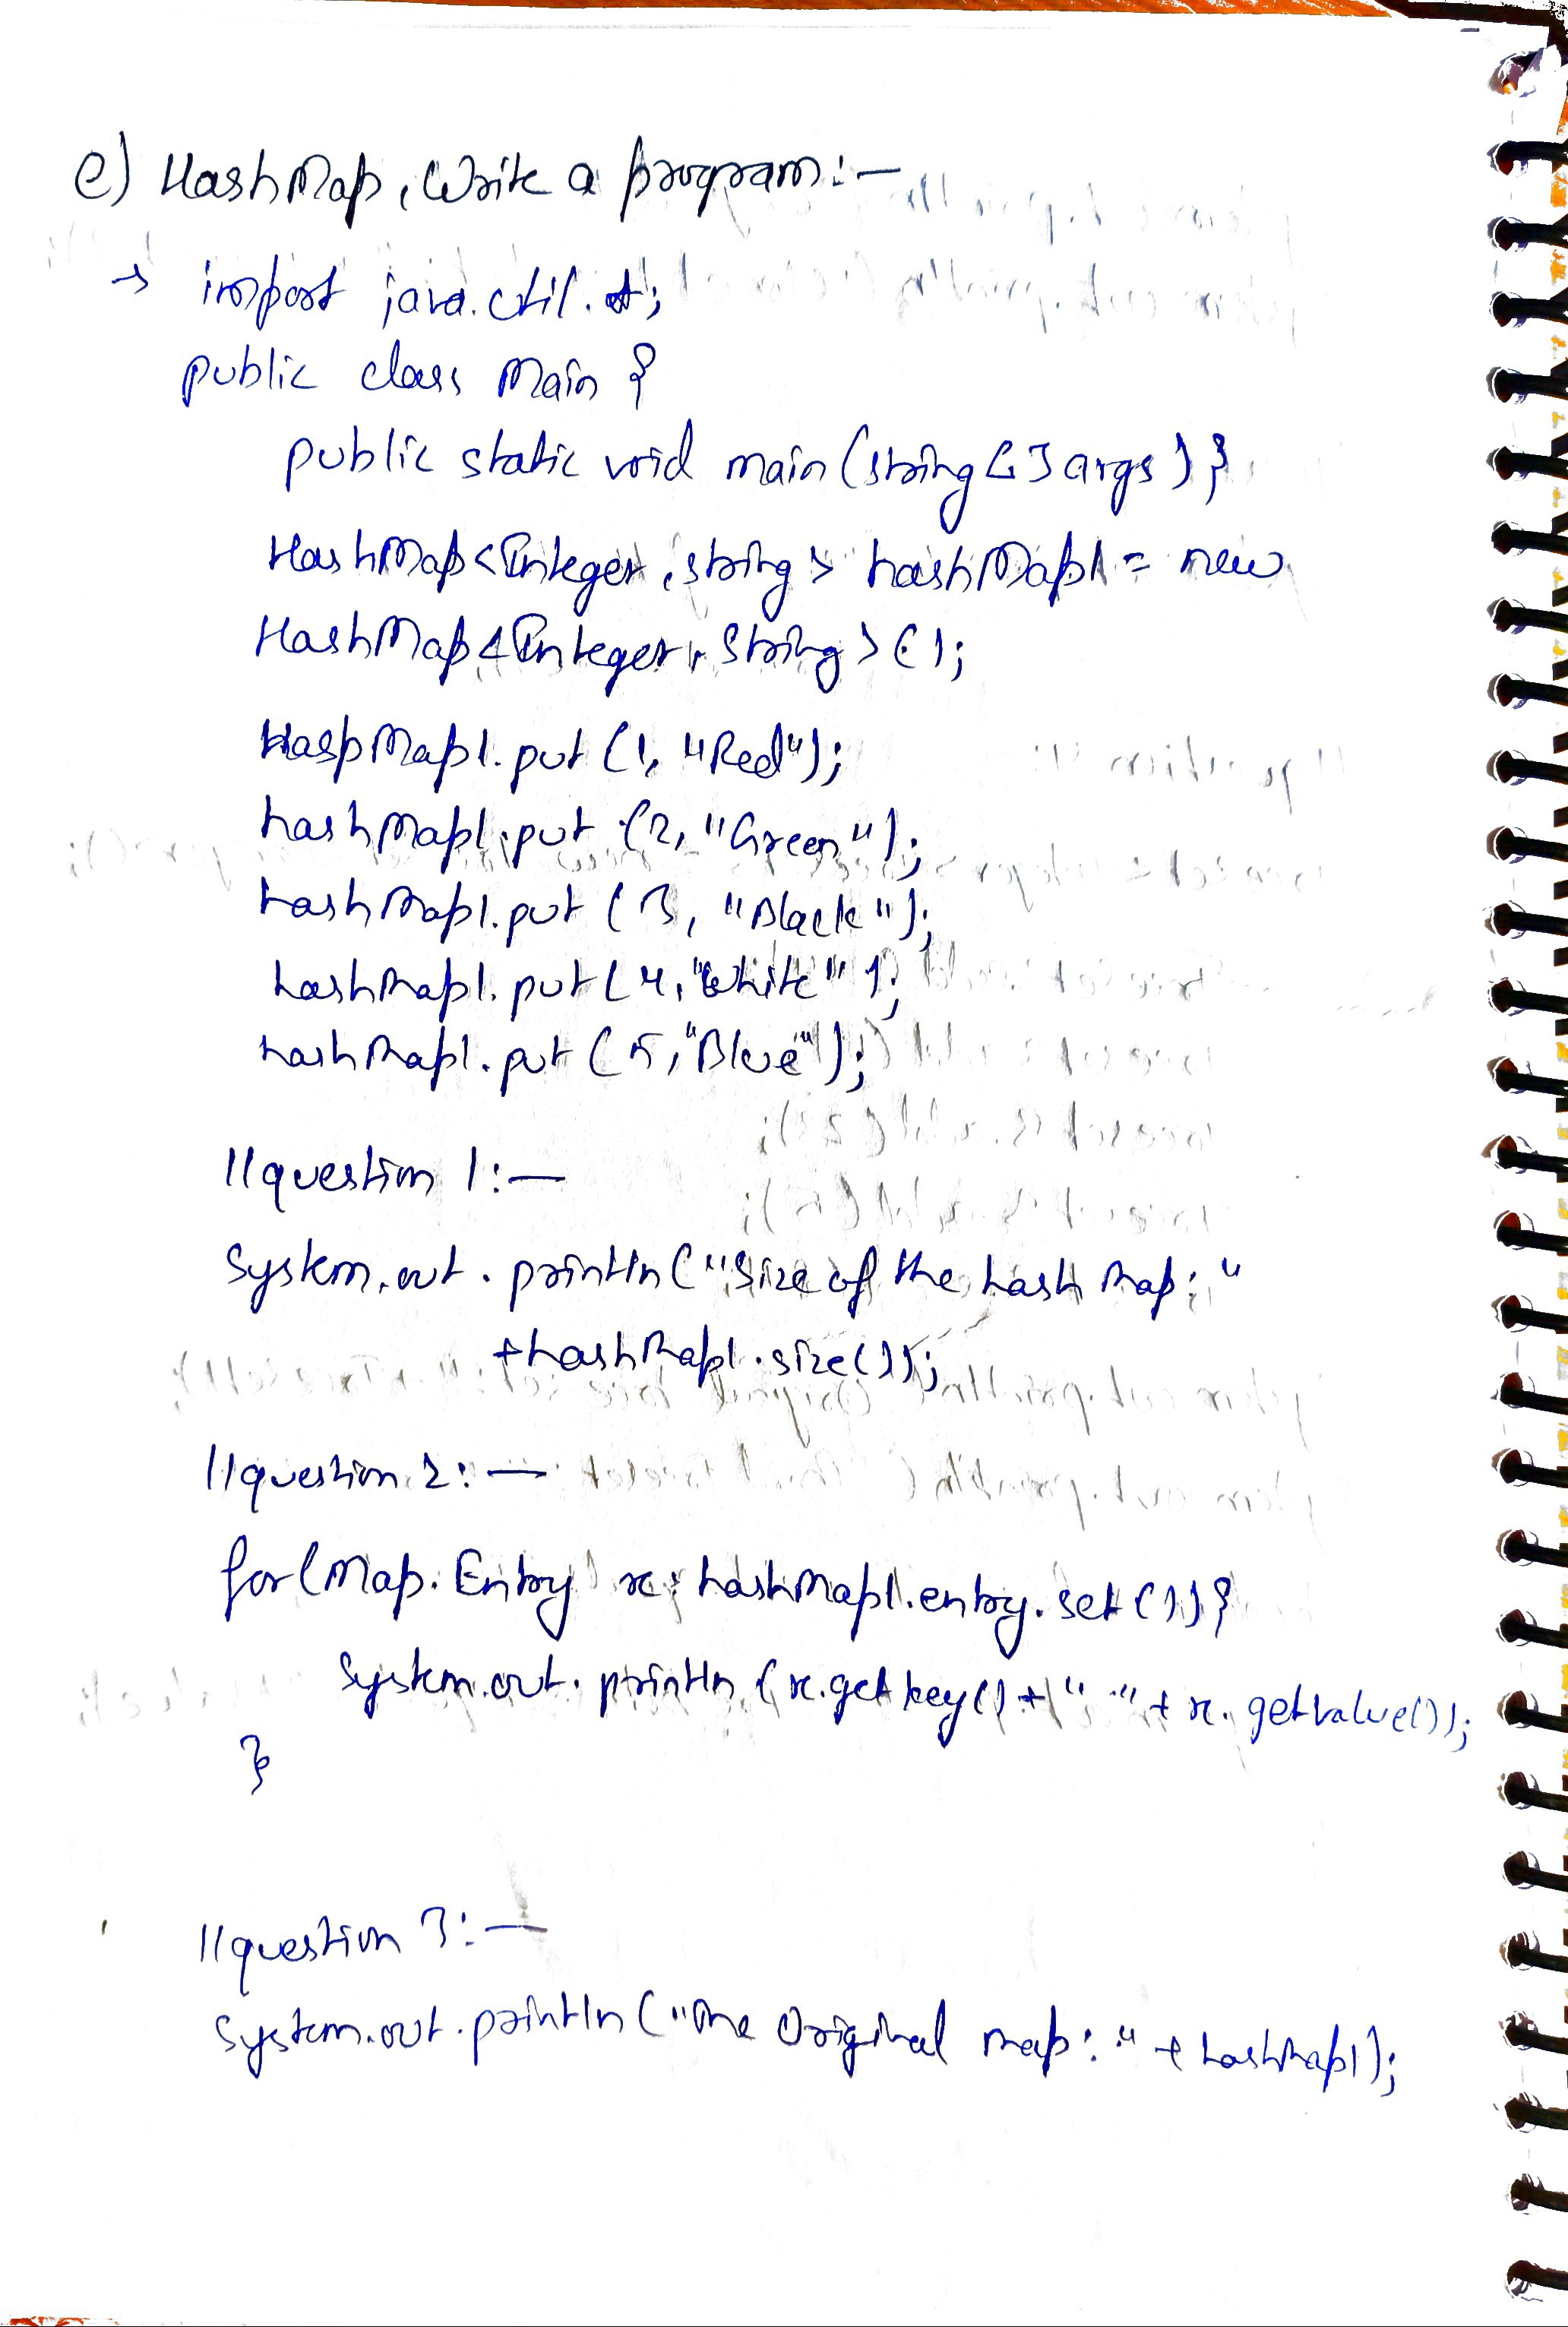 e) HashMap, Write a program:-
→ import java.util.*;
public class Main {
public static void main(string[] args) {
HashMap<Integer, string> hashMap1 = new
HashMap<Integer, String>();
HaspMap1.put (1, "Red");
hashMap1.put (2, "Green");
hashMap1.put (3, "Black");
hashMap1.put (4, "White");
hashMap1.put (5, "Blue");
//question 1:-
System.out.println("Size of the hash Map: "
+hashMap1.size());
//question 2:-
for(Map.Entry x: hashMap1.entry.set()){
System.out.println (x.getkey()+" "+x.getvalue());
}
//question 3:-
System.out.println("The Original map: " + hashMap1);